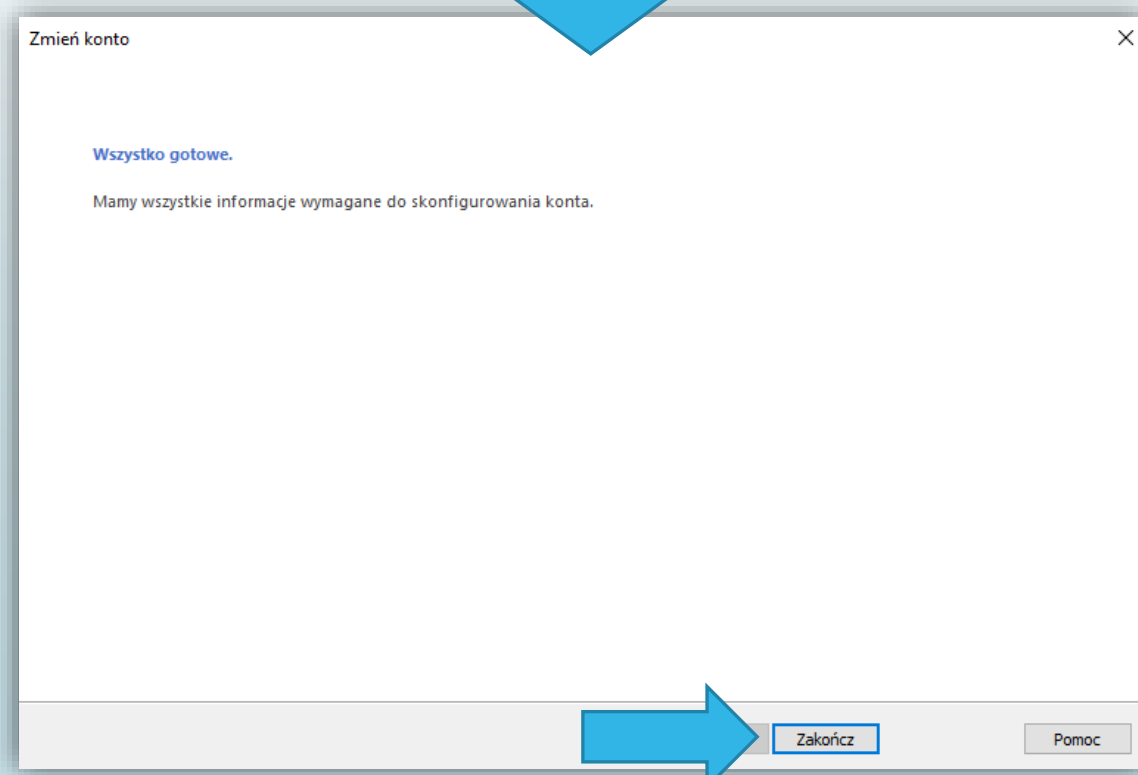 Zmień konto
Wszystko gotowe.
Mamy wszystkie informacje wymagane do skonfigurowania konta.
Zakończ
Pomoc